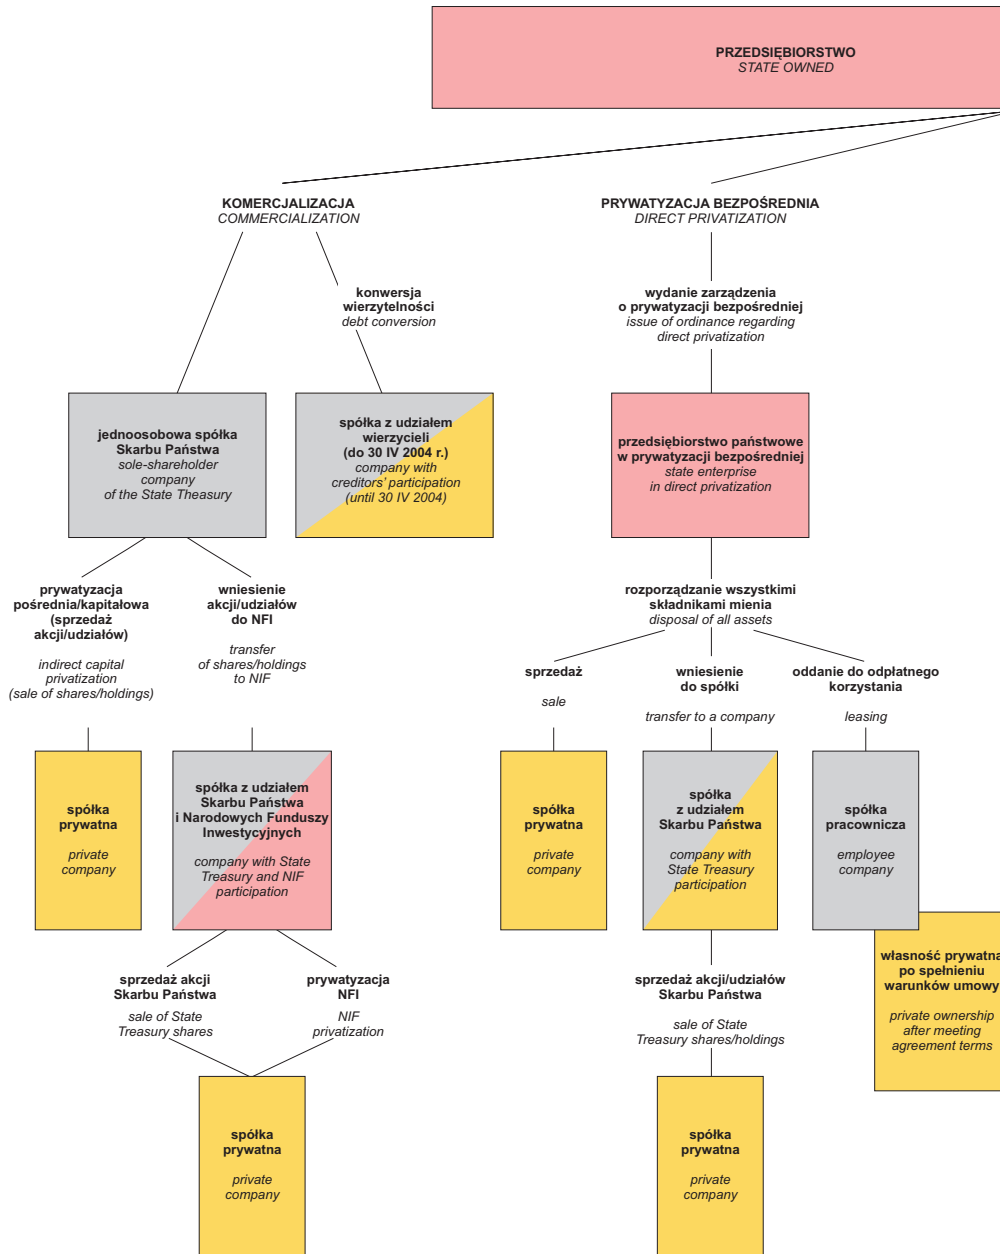 PRZEDSIĘBIORSTWO
STATE OWNED
KOMERCJALIZACJA
COMMERCIALIZATION
PRYWATYZACJA BEZPOŚREDNIA
DIRECT PRIVATIZATION
konwersja
wierzytelności
debt conversion
wydanie zarządzenia
o prywatyzacji bezpośredniej
issue of ordinance regarding
direct privatization
jednoosobowa spółka
Skarbu Państwa
sole-shareholder
company
of the State Treasury
spółka z udziałem
wierzycieli
(do 30 IV 2004 r.)
company with
creditors' participation
(until 30 IV 2004)
przedsiębiorstwo państwowe
w prywatyzacji bezpośredniej
state enterprise
in direct privatization
prywatyzacja
pośrednia/kapitałowa
(sprzedaż
akcji/udziałów)
indirect capital
privatization
(sale of shares/holdings)
wniesienie
akcji/udziałów
do NFI
transfer
of shares/holdings
to NIF
rozporządzanie wszystkimi
składnikami mienia
disposal of all assets
sprzedaż
sale
wniesienie
do spółki
transfer to a company
oddanie do odpłatnego
korzystania
leasing
spółka
prywatna
private
company
spółka z udziałem
Skarbu Państwa
i Narodowych Funduszy
Inwestycyjnych
company with State
Treasury and NIF
participation
spółka
prywatna
private
company
spółka
z udziałem
Skarbu Państwa
company with
State Treasury
participation
spółka
pracownicza
employee
company
własność prywatna
po spełnieniu
warunków umowy
private ownership
after meeting
agreement terms
sprzedaż akcji
Skarbu Państwa
sale of State
Treasury shares
prywatyzacja
NFI
NIF
privatization
sprzedaż akcji/udziałów
Skarbu Państwa
sale of State
Treasury shares/holdings
spółka
prywatna
private
company
spółka
prywatna
private
company